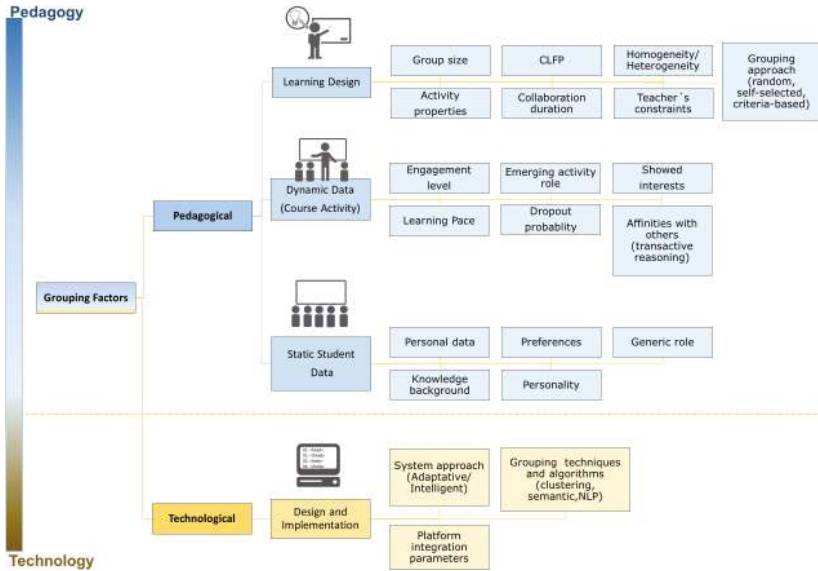 Pedagogy
Group size
CLFP
Homogeneity/
Heterogeneity
Grouping
approach
(random,
self-selected,
criteria-based)
Learning Design
Activity
properties
Collaboration
duration
Teacher´s
constraints
Engagement
level
Emerging activity
role
Showed
interests
Dynamic Data
(Course Activity)
Pedagogical
Learning Pace
Dropout
probablity
Affinities with
others
(transactive
reasoning)
Grouping Factors
Personal data
Preferences
Generic role
Static Student
Data
Knowledge
background
Personality
System approach
(Adaptative/
Intelligent)
Grouping techniques
and algorithms
(clustering,
semantic,NLP)
Technological
Design and
Implementation
Platform
integration
parameters
Technology